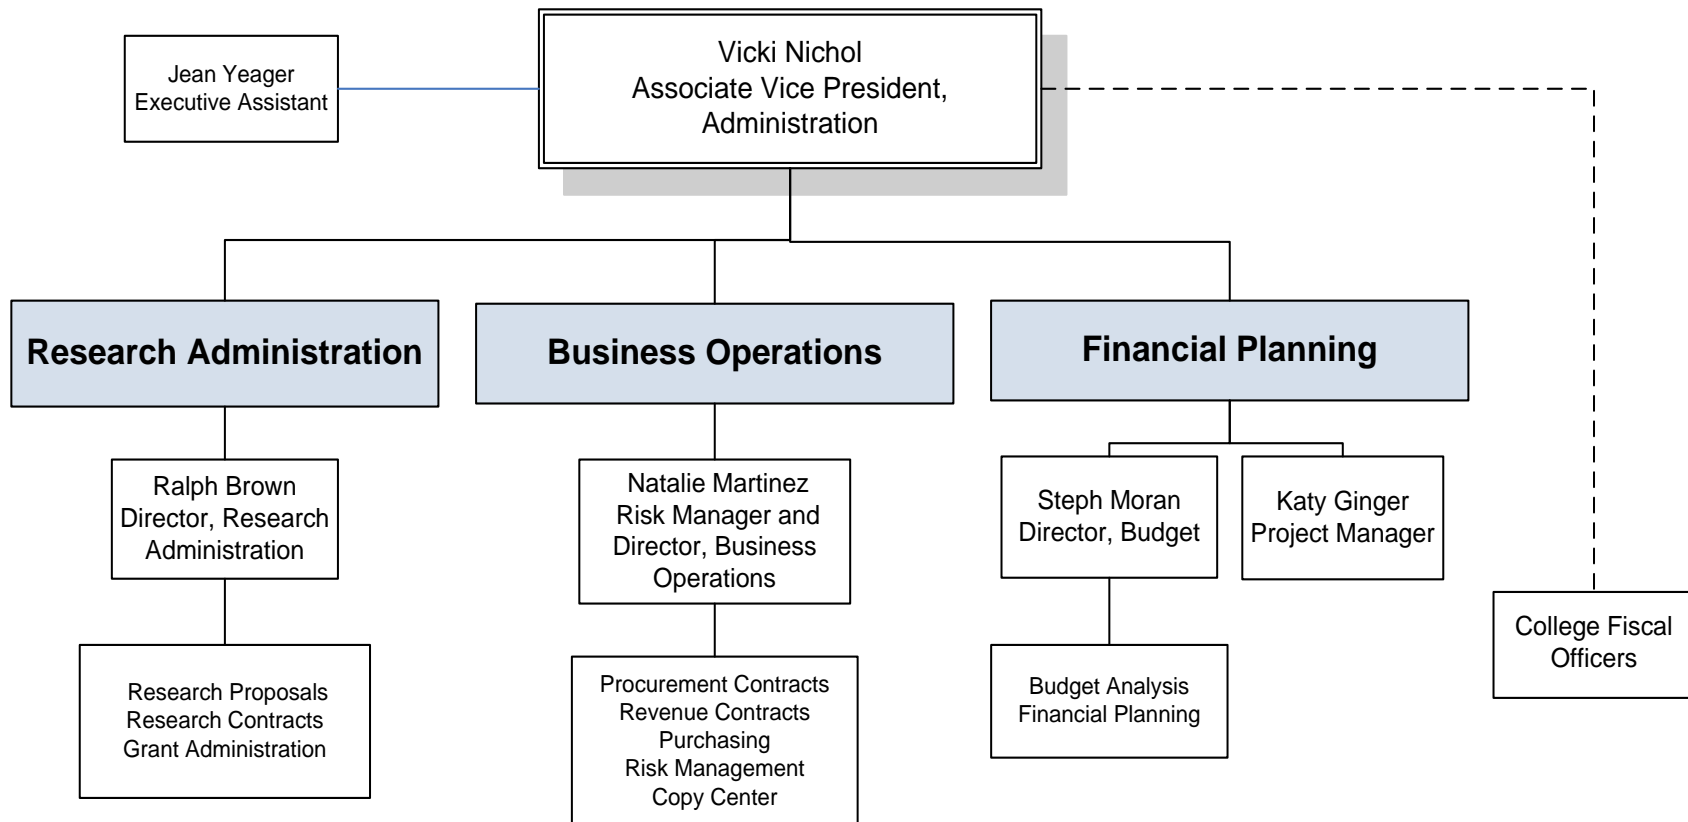 Vicki Nichol
Associate Vice President,
Administration
Jean Yeager
Executive Assistant
Research Administration
Business Operations
Financial Planning
Ralph Brown
Director, Research
Administration
Natalie Martinez
Risk Manager and
Director, Business
Operations
Steph Moran
Director, Budget
Katy Ginger
Project Manager
College Fiscal
Officers
Research Proposals
Research Contracts
Grant Administration
Procurement Contracts
Revenue Contracts
Purchasing
Risk Management
Copy Center
Budget Analysis
Financial Planning